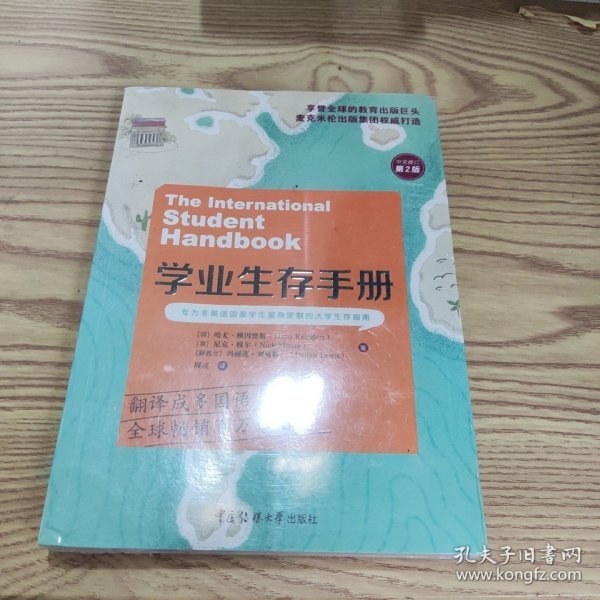 享誉全球的教育出版巨头
麦克米伦出版集团权威打造
中文修订
第2版
The International
Student
Handbook
学业生存手册
专为非英语国家学生量身定制的大学生存指南
[荷] 哈尤·赖因德斯 (Hayo Reinders)
[英] 尼克·穆尔 (Nick Moore) 著
[新西兰] 玛丽莲·刘易斯 (Marilyn Lewis)
周成 译
翻译成多国语
全球畅销 万
中国传媒大学出版社
孔夫子旧书网
www.kongfz.com